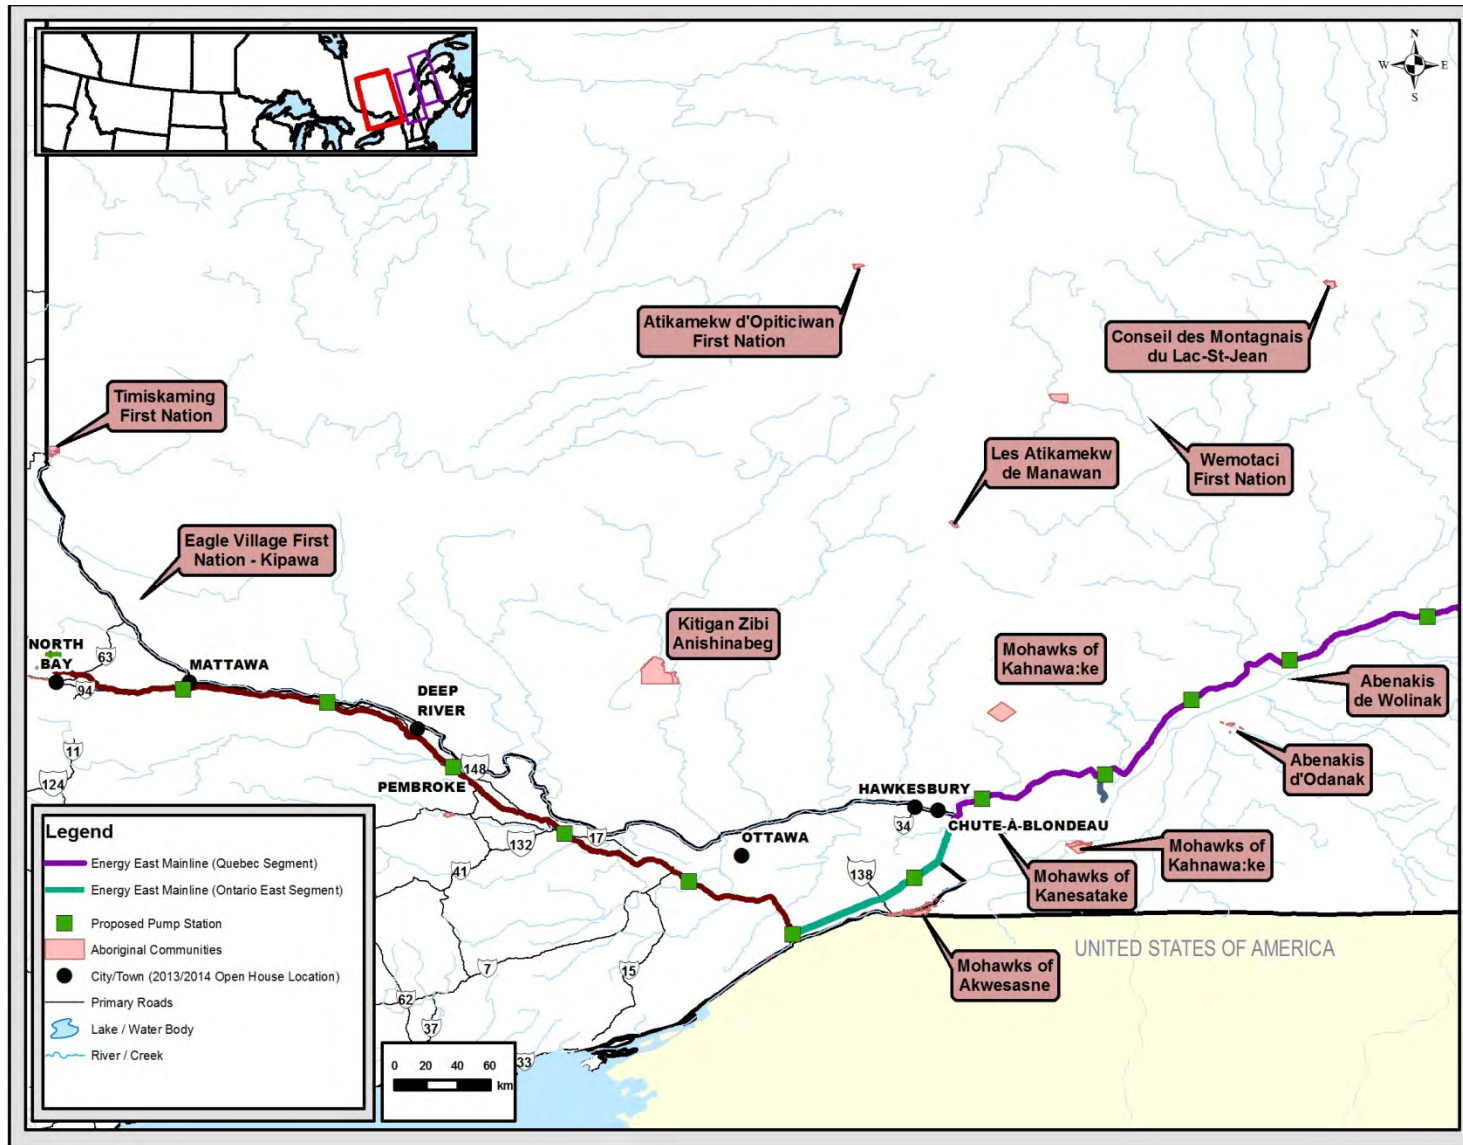 N
W
E
S
Atikamekw d'Opiticiwan
First Nation
Conseil des Montagnais
du Lac-St-Jean
Timiskaming
First Nation
Les Atikamekw
de Manawan
Wemotaci
First Nation
Eagle Village First
Nation - Kipawa
Kitigan Zibi
Anishinabeg
Mohawks of
Kahnawa:ke
NORTH
BAY
63
MATTAWA
94
DEEP
RIVER
Abenakis
de Wolinak
11
124
148
PEMBROKE
Abenakis
d'Odanak
HAWKESBURY
34
CHUTE-À-BLONDEAU
OTTAWA
17
132
41
138
Mohawks of
Kanesatake
Mohawks of
Kahnawa:ke
Legend
Energy East Mainline (Quebec Segment)
Energy East Mainline (Ontario East Segment)
Proposed Pump Station
Aboriginal Communities
City/Town (2013/2014 Open House Location)
Primary Roads
Lake / Water Body
River / Creek
UNITED STATES OF AMERICA
Mohawks of
Akwesasne
7
15
62
37
33
0 20 40 60
km